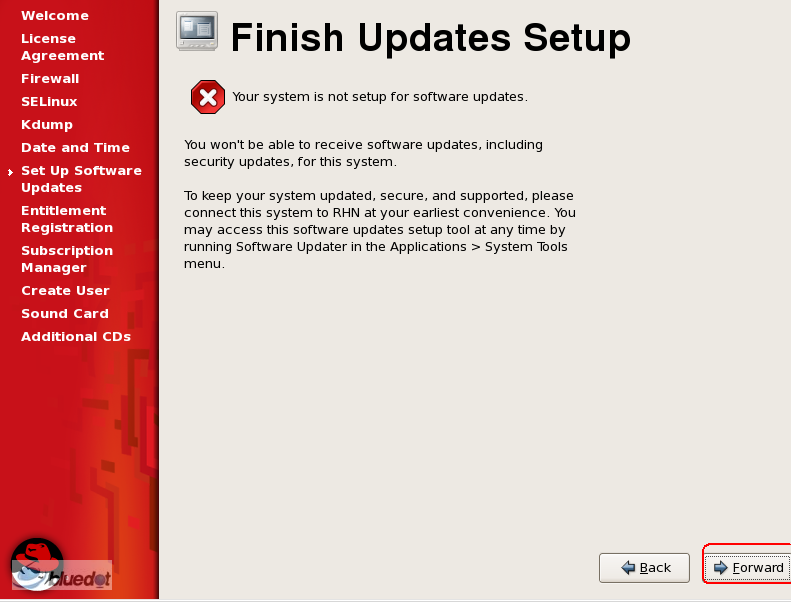 Welcome
License
Agreement
Firewall
SELinux
Kdump
Date and Time
Set Up Software
Updates
Entitlement
Registration
Subscription
Manager
Create User
Sound Card
Additional CDs
bluedot
Finish Updates Setup
Your system is not setup for software updates.
You won't be able to receive software updates, including
security updates, for this system.
To keep your system updated, secure, and supported, please
connect this system to RHN at your earliest convenience. You
may access this software updates setup tool at any time by
running Software Updater in the Applications > System Tools
menu.
Back
Forward